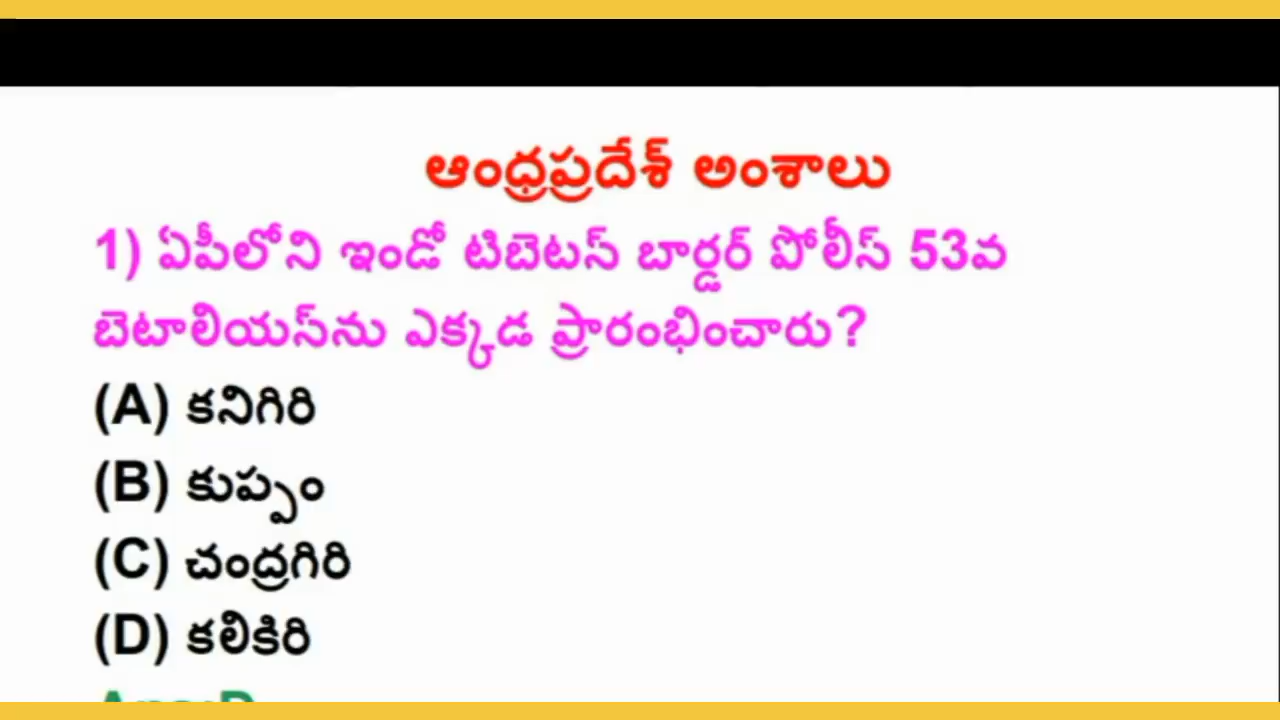 ఆంధ్రప్రదేశ్ అంశాలు
1) ఏపీలోని ఇండో టిబెటన్ బార్డర్ పోలీస్ 53వ
బెటాలియన్‌ను ఎక్కడ ప్రారంభించారు?
(A) కనిగిరి
(B) కుప్పం
(C) చంద్రగిరి
(D) కలికిరి